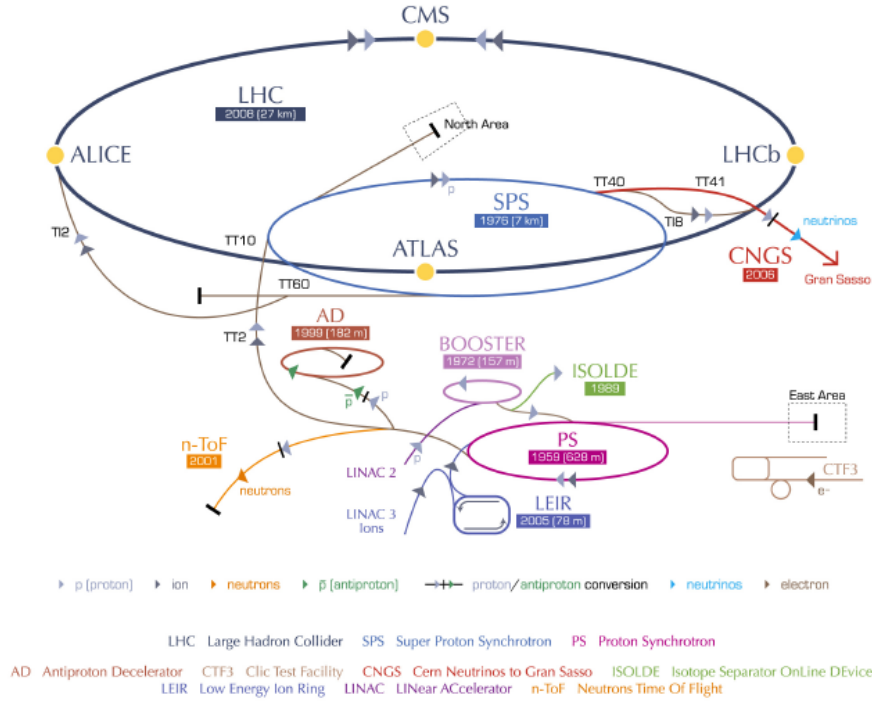 CMS
LHC
2008 (27 km)
North Area
ALICE
LHCb
TT40
TT41
p
SPS
1976 (7 km)
TI8
neutrinos
TI2
TT10
ATLAS
CNGS
2006
Gran Sasso
TT60
AD
1999 (182 m)
TT2
BOOSTER
1972 (157 m)
ISOLDE
1989
p̅
p
East Area
n-ToF
2001
PS
1959 (628 m)
p
LINAC 2
neutrons
CTF3
e-
LEIR
2005 (78 m)
LINAC 3
Ions
p (proton)
ion
neutrons
p̅ (antiproton)
proton/antiproton conversion
neutrinos
electron
LHC Large Hadron Collider SPS Super Proton Synchrotron PS Proton Synchrotron
AD Antiproton Decelerator CTF3 Clic Test Facility CNGS Cern Neutrinos to Gran Sasso ISOLDE Isotope Separator OnLine DEvice
LEIR Low Energy Ion Ring LINAC LINear ACcelerator n-ToF Neutrons Time Of Flight